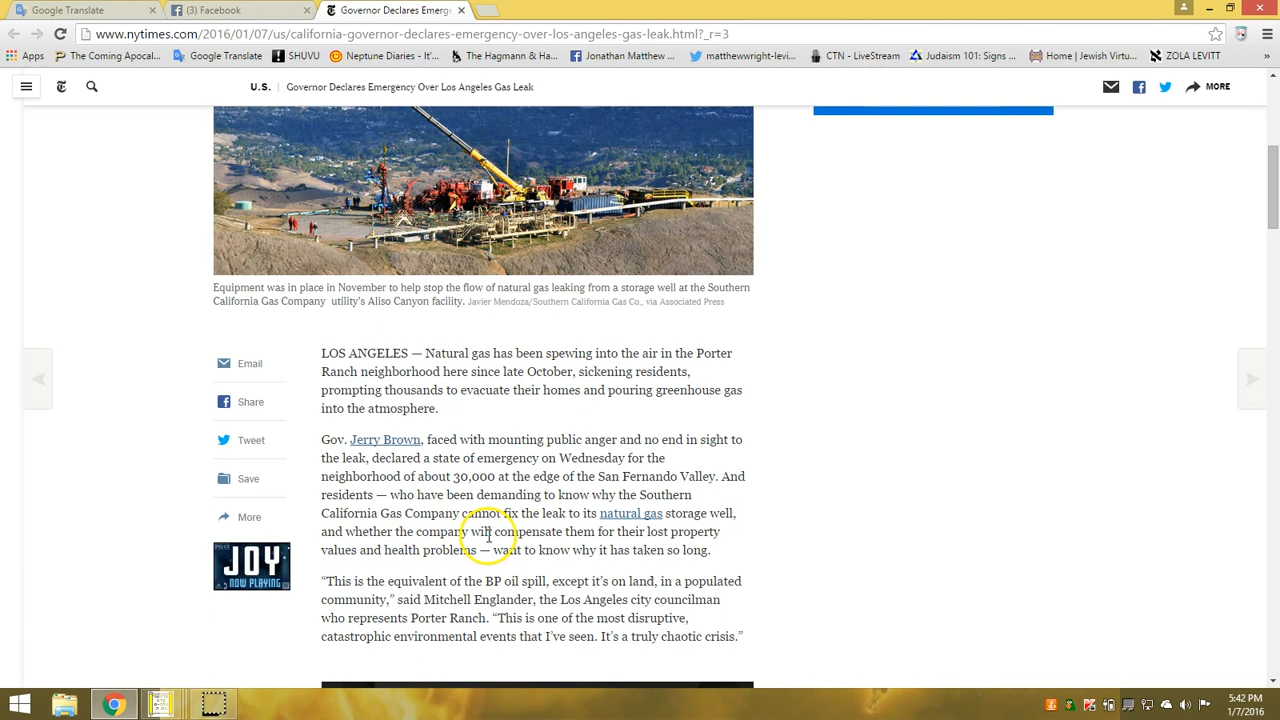 Google Translate
(3) Facebook
Governor Declares Emerge
www.nytimes.com/2016/01/07/us/california-governor-declares-emergency-over-los-angeles-gas-leak.html?_r=3
Apps
The Coming Apocal...
Google Translate
SHUVU
Neptune Diaries - It'...
The Hagmann & Ha...
Jonathan Matthew ...
matthewwright-levi...
CTN - LiveStream
Judaism 101: Signs ...
Home | Jewish Virtu...
ZOLA LEVITT
U.S.
Governor Declares Emergency Over Los Angeles Gas Leak
MORE
Equipment was in place in November to help stop the flow of natural gas leaking from a storage well at the Southern
California Gas Company utility's Aliso Canyon facility. Javier Mendoza/Southern California Gas Co., via Associated Press
Email
Share
Tweet
Save
More
JOY
NOW PLAYING
LOS ANGELES — Natural gas has been spewing into the air in the Porter
Ranch neighborhood here since late October, sickening residents,
prompting thousands to evacuate their homes and pouring greenhouse gas
into the atmosphere.
Gov. Jerry Brown, faced with mounting public anger and no end in sight to
the leak, declared a state of emergency on Wednesday for the
neighborhood of about 30,000 at the edge of the San Fernando Valley. And
residents — who have been demanding to know why the Southern
California Gas Company cannot fix the leak to its natural gas storage well,
and whether the company will compensate them for their lost property
values and health problems — want to know why it has taken so long.
“This is the equivalent of the BP oil spill, except it’s on land, in a populated
community,” said Mitchell Englander, the Los Angeles city councilman
who represents Porter Ranch. “This is one of the most disruptive,
catastrophic environmental events that I’ve seen. It’s a truly chaotic crisis.”
5:42 PM
1/7/2016